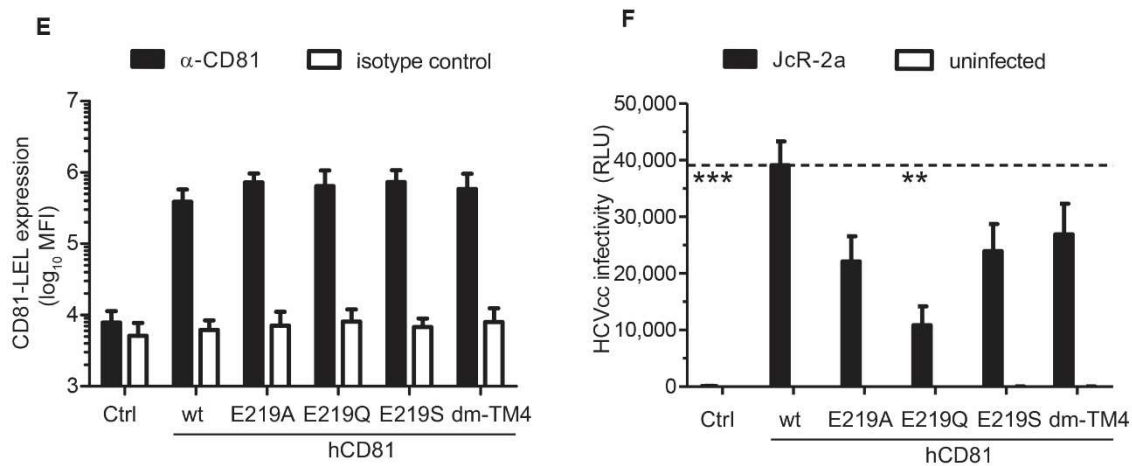 E
α-CD81
isotype control
CD81-LEL expression
(log10 MFI)
7
6
5
4
3
Ctrl
wt
E219A
E219Q
E219S
dm-TM4
hCD81
F
JcR-2a
uninfected
HCVcc infectivity (RLU)
50,000
40,000
30,000
20,000
10,000
0
***
**
Ctrl
wt
E219A
E219Q
E219S
dm-TM4
hCD81